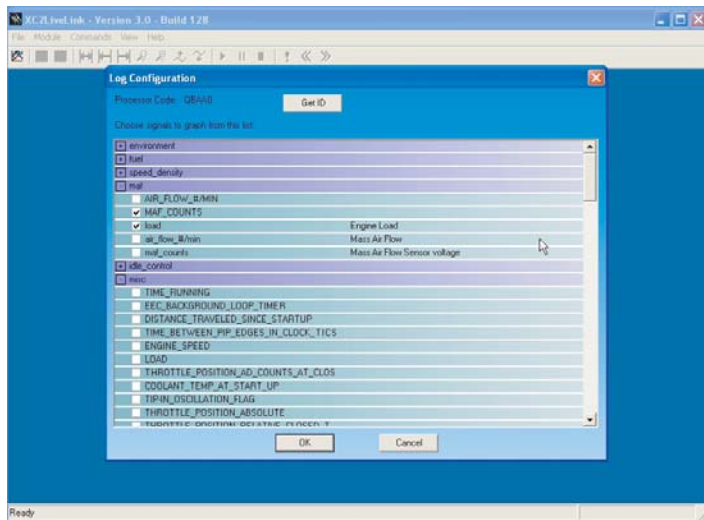 XC2LiveLink - Version 3.0 - Build 128
File Module Commands View Help
Log Configuration
Processor Code: QBAA0
Get ID
Choose signals to graph from this list
environment
fuel
speed_density
maf
AIR_FLOW_#/MIN
MAF_COUNTS
load Engine Load
air_flow_#/min Mass Air Flow
maf_counts Mass Air Flow Sensor voltage
idle_control
misc
TIME_RUNNING
EEC_BACKGROUND_LOOP_TIMER
DISTANCE_TRAVELED_SINCE_STARTUP
TIME_BETWEEN_PIP_EDGES_IN_CLOCK_TICS
ENGINE_SPEED
LOAD
THROTTLE_POSITION_AD_COUNTS_AT_CLOS
COOLANT_TEMP_AT_START_UP
TIP-IN_OSCILLATION_FLAG
THROTTLE_POSITION_ABSOLUTE
THROTTLE_POSITION_RELATIVE_CLOSED_T
OK Cancel
Ready